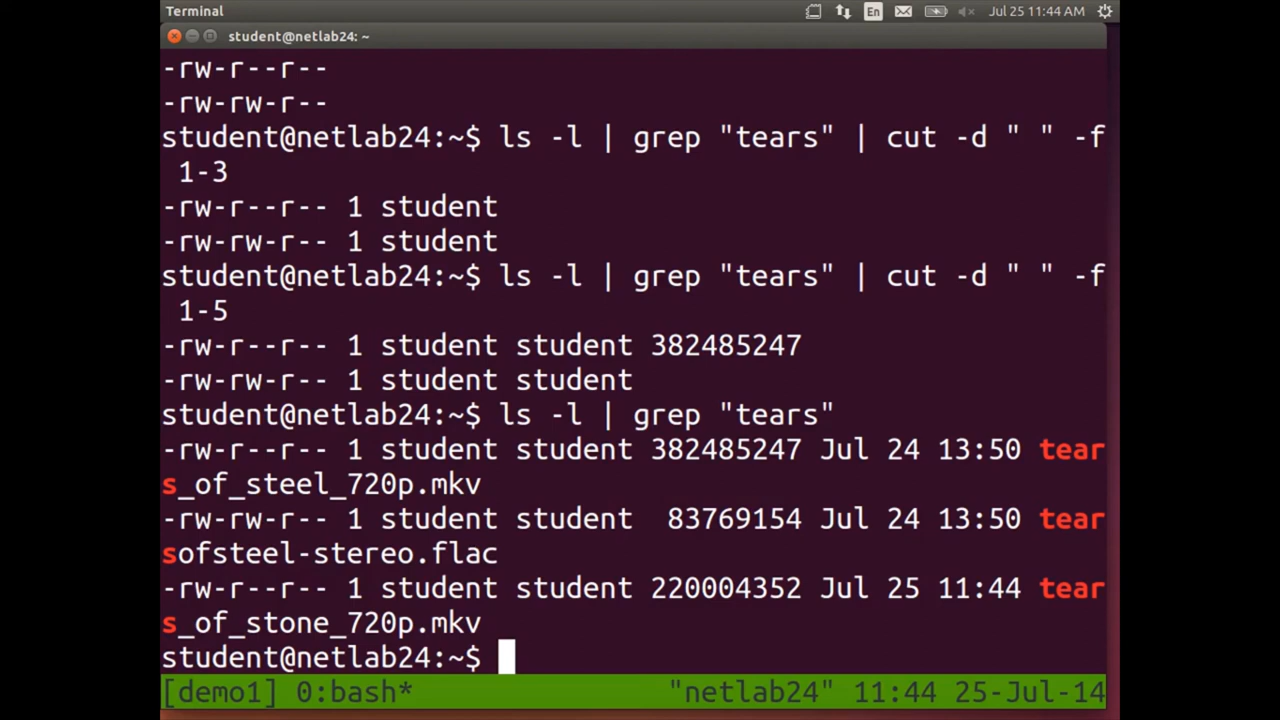 Terminal En Jul 25 11:44 AM
student@netlab24: ~
-rw-r--r--
-rw-rw-r--
student@netlab24:~$ ls -l | grep "tears" | cut -d " " -f
 1-3
-rw-r--r-- 1 student
-rw-rw-r-- 1 student
student@netlab24:~$ ls -l | grep "tears" | cut -d " " -f
 1-5
-rw-r--r-- 1 student student 382485247
-rw-rw-r-- 1 student student
student@netlab24:~$ ls -l | grep "tears"
-rw-r--r-- 1 student student 382485247 Jul 24 13:50 tear
s_of_steel_720p.mkv
-rw-rw-r-- 1 student student  83769154 Jul 24 13:50 tear
sofsteel-stereo.flac
-rw-r--r-- 1 student student 220004352 Jul 25 11:44 tear
s_of_stone_720p.mkv
student@netlab24:~$
[demo1] 0:bash* "netlab24" 11:44 25-Jul-14